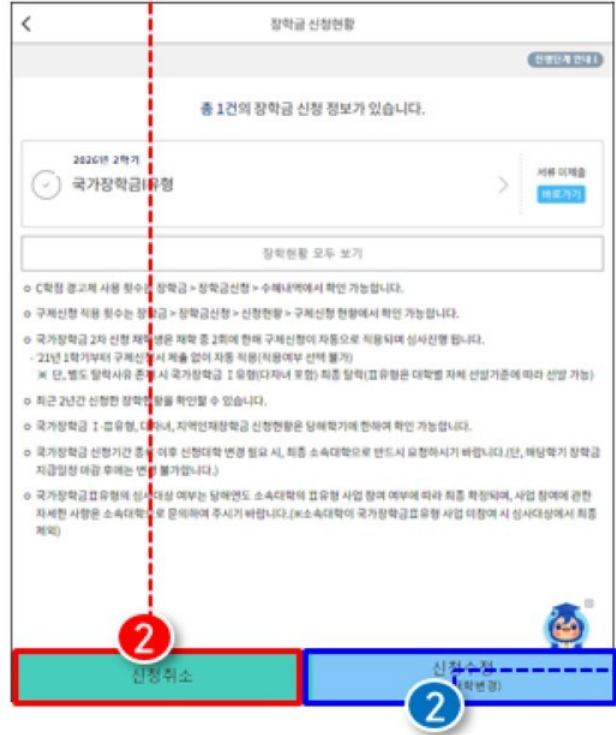 장학금 신청현황
진행단계 안내
총 1건의 장학금 신청 정보가 있습니다.
2026년 2학기
국가장학금I유형
서류 미제출
바로가기
장학현황 모두 보기
o C학점 경고제 사용 횟수는 장학금 > 장학금신청 > 수혜내역에서 확인 가능합니다.
o 구제신청 적용 횟수는 장학금 > 장학금신청 > 신청현황 > 구제신청 현황에서 확인 가능합니다.
o 국가장학금 2차 신청 재학생은 재학 중 2회에 한해 구제신청이 자동으로 적용되며 심사진행 됩니다.
- '21년 1학기부터 구제신청서 제출 없이 자동 적용(적용여부 선택 불가)
※ 단, 별도 탈락사유 존재 시 국가장학금 Ⅰ유형(다자녀 포함) 최종 탈락(Ⅱ유형은 대학별 자체 선발기준에 따라 선발 가능)
o 최근 2년간 신청한 장학현황을 확인할 수 있습니다.
o 국가장학금 Ⅰ·Ⅱ유형, 다자녀, 지역인재장학금 신청현황은 당해학기에 한하여 확인 가능합니다.
o 국가장학금 신청기간 종료 이후 신청대학 변경 필요 시, 최종 소속대학으로 반드시 요청하시기 바랍니다.(단, 해당학기 장학금
지급일정 마감 후에는 변경 불가합니다.)
o 국가장학금Ⅱ유형의 심사대상 여부는 당해연도 소속대학의 Ⅱ유형 사업 참여 여부에 따라 최종 확정되며, 사업 참여에 관한
자세한 사항은 소속대학으로 문의하여 주시기 바랍니다.(※소속대학이 국가장학금Ⅱ유형 사업 미참여 시 심사대상에서 최종
제외)
2
신청취소
신청수정
학변경)
2